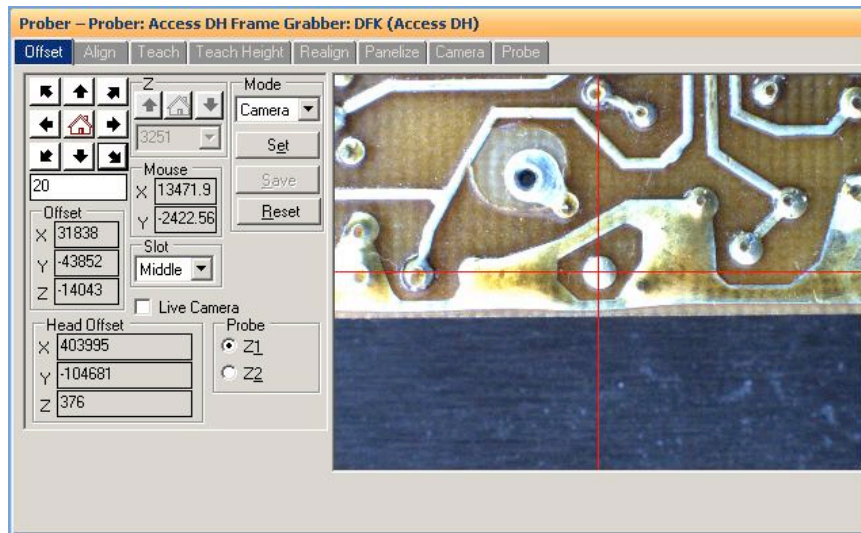 Prober – Prober: Access DH Frame Grabber: DFK (Access DH)
Offset Align Teach Teach Height Realign Panelize Camera Probe
Z
3251
20
Mode
Camera
Set
Save
Reset
Mouse
X 13471.9
Y -2422.56
Offset
X 31838
Y -43852
Z -14043
Slot
Middle
Live Camera
Head Offset
X 403995
Y -104681
Z 376
Probe
Z1
Z2